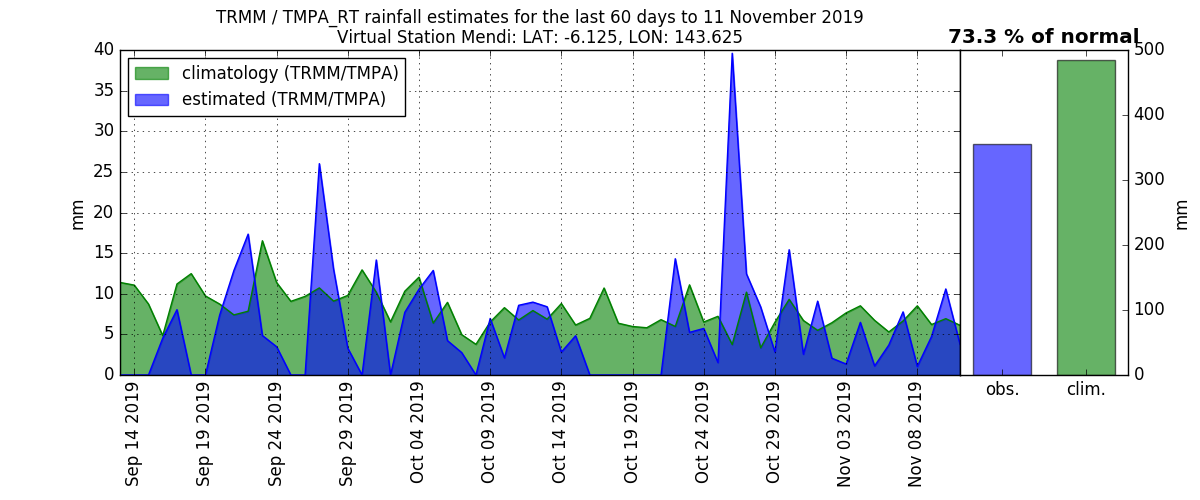 TRMM / TMPA_RT rainfall estimates for the last 60 days to 11 November 2019
Virtual Station Mendi: LAT: -6.125, LON: 143.625
73.3 % of normal
climatology (TRMM/TMPA)
estimated (TRMM/TMPA)
mm
40
35
30
25
20
15
10
5
0
Sep 14 2019
Sep 19 2019
Sep 24 2019
Sep 29 2019
Oct 04 2019
Oct 09 2019
Oct 14 2019
Oct 19 2019
Oct 24 2019
Oct 29 2019
Nov 03 2019
Nov 08 2019
obs.
clim.
500
400
300
200
100
0
mm